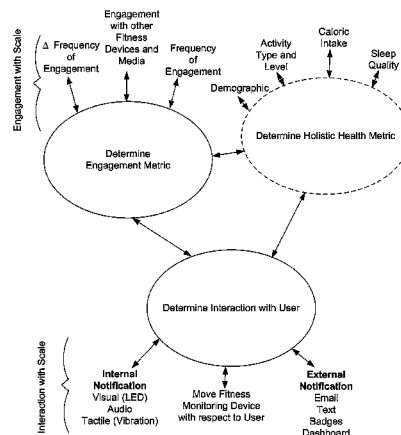 Engagement with Scale
Δ Frequency
of
Engagement
Engagement
with other
Fitness
Devices and
Media
Frequency
of
Engagement
Demographic
Activity
Type and
Level
Caloric
Intake
Sleep
Quality
Determine
Engagement Metric
Determine Holistic Health Metric
Determine Interaction with User
Interaction with Scale
Internal
Notification
Visual (LED)
Audio
Tactile (Vibration)
Move Fitness
Monitoring Device
with respect to User
External
Notification
Email
Text
Badges
Dashboard